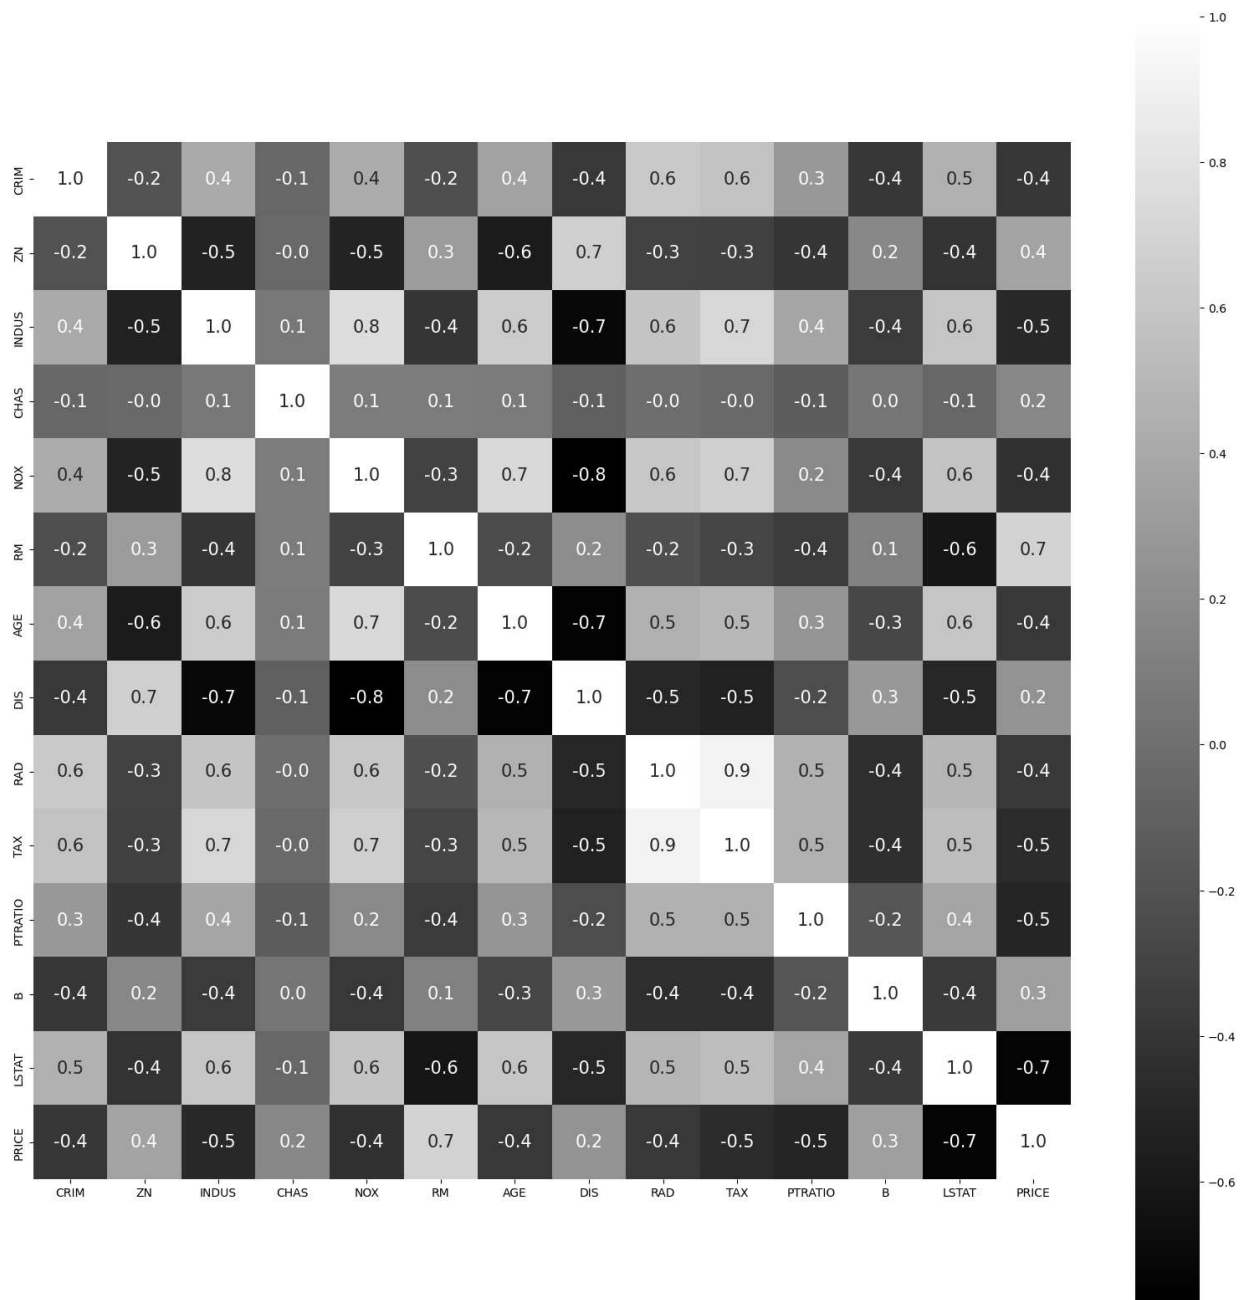 1.0
0.8
0.6
0.4
0.2
0.0
−0.2
−0.4
−0.6
CRIM 1.0 -0.2 0.4 -0.1 0.4 -0.2 0.4 -0.4 0.6 0.6 0.3 -0.4 0.5 -0.4
ZN -0.2 1.0 -0.5 -0.0 -0.5 0.3 -0.6 0.7 -0.3 -0.3 -0.4 0.2 -0.4 0.4
INDUS 0.4 -0.5 1.0 0.1 0.8 -0.4 0.6 -0.7 0.6 0.7 0.4 -0.4 0.6 -0.5
CHAS -0.1 -0.0 0.1 1.0 0.1 0.1 0.1 -0.1 -0.0 -0.0 -0.1 0.0 -0.1 0.2
NOX 0.4 -0.5 0.8 0.1 1.0 -0.3 0.7 -0.8 0.6 0.7 0.2 -0.4 0.6 -0.4
RM -0.2 0.3 -0.4 0.1 -0.3 1.0 -0.2 0.2 -0.2 -0.3 -0.4 0.1 -0.6 0.7
AGE 0.4 -0.6 0.6 0.1 0.7 -0.2 1.0 -0.7 0.5 0.5 0.3 -0.3 0.6 -0.4
DIS -0.4 0.7 -0.7 -0.1 -0.8 0.2 -0.7 1.0 -0.5 -0.5 -0.2 0.3 -0.5 0.2
RAD 0.6 -0.3 0.6 -0.0 0.6 -0.2 0.5 -0.5 1.0 0.9 0.5 -0.4 0.5 -0.4
TAX 0.6 -0.3 0.7 -0.0 0.7 -0.3 0.5 -0.5 0.9 1.0 0.5 -0.4 0.5 -0.5
PTRATIO 0.3 -0.4 0.4 -0.1 0.2 -0.4 0.3 -0.2 0.5 0.5 1.0 -0.2 0.4 -0.5
B -0.4 0.2 -0.4 0.0 -0.4 0.1 -0.3 0.3 -0.4 -0.4 -0.2 1.0 -0.4 0.3
LSTAT 0.5 -0.4 0.6 -0.1 0.6 -0.6 0.6 -0.5 0.5 0.5 0.4 -0.4 1.0 -0.7
PRICE -0.4 0.4 -0.5 0.2 -0.4 0.7 -0.4 0.2 -0.4 -0.5 -0.5 0.3 -0.7 1.0
CRIM ZN INDUS CHAS NOX RM AGE DIS RAD TAX PTRATIO B LSTAT PRICE